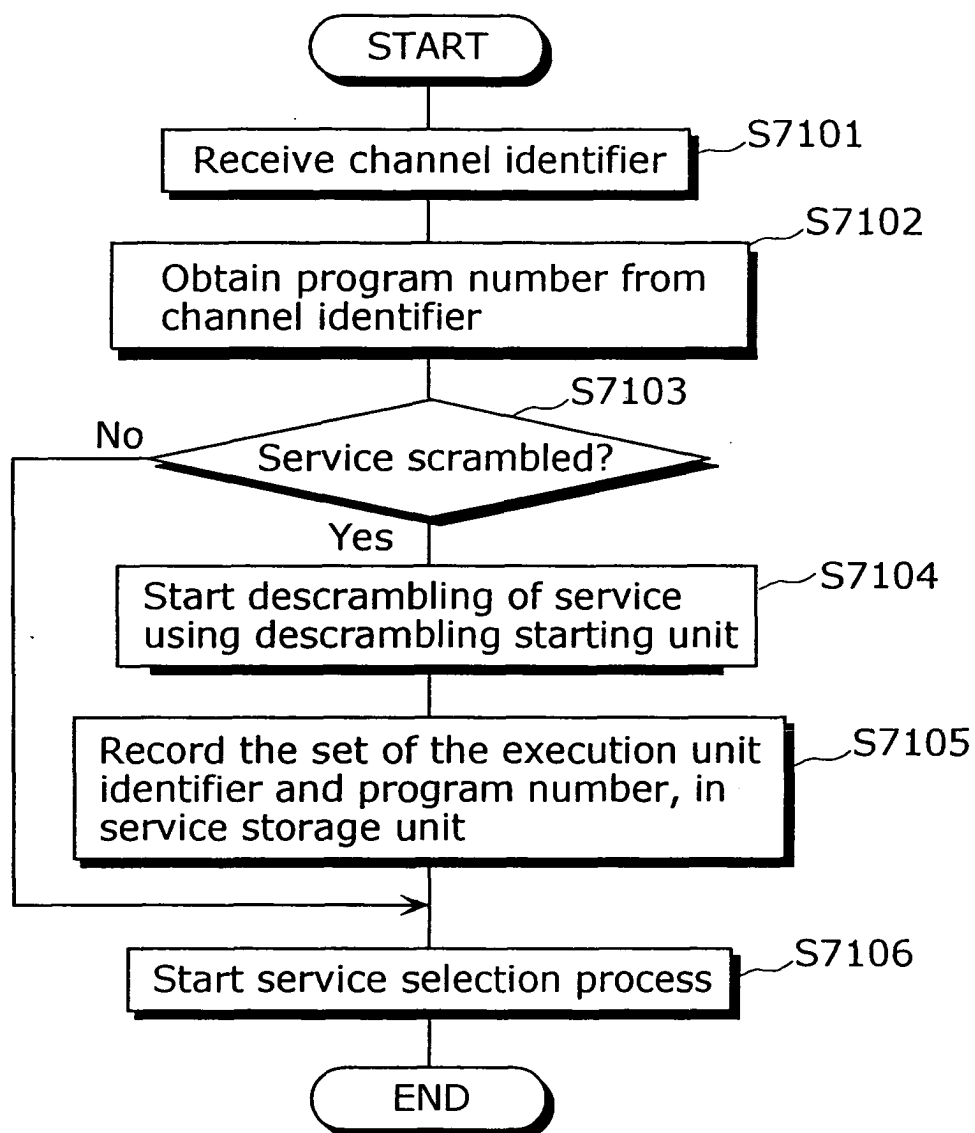 START
S7101
Receive channel identifier
S7102
Obtain program number from
channel identifier
S7103
No
Service scrambled?
Yes
S7104
Start descrambling of service
using descrambling starting unit
S7105
Record the set of the execution unit
identifier and program number, in
service storage unit
S7106
Start service selection process
END